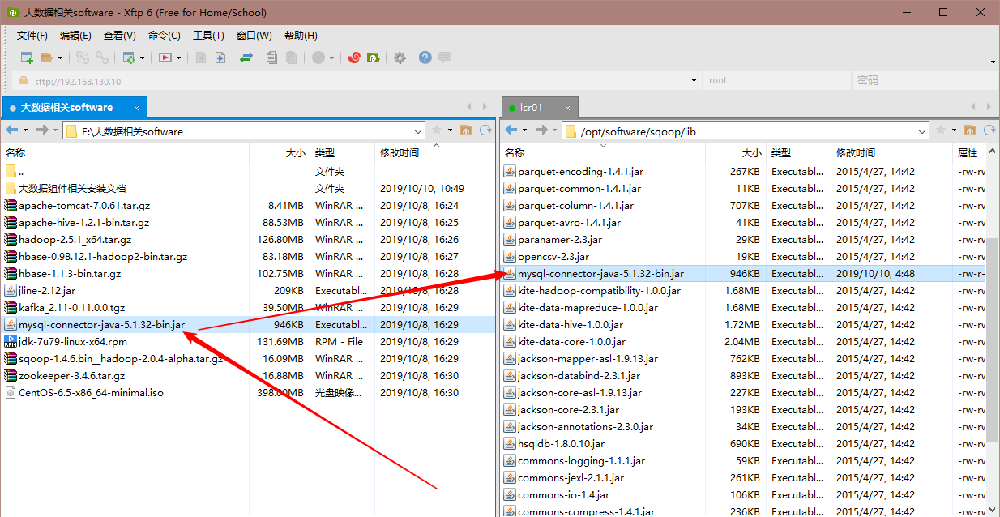 大数据相关software - Xftp 6 (Free for Home/School)
文件(F) 编辑(E) 查看(V) 命令(C) 工具(T) 窗口(W) 帮助(H)
sftp://192.168.130.10 root 密码
大数据相关software × lcr01 ×
E:\大数据相关software /opt/software/sqoop/lib
名称 大小 类型 修改时间
..  文件夹
大数据组件相关安装文档 文件夹 2019/10/10, 10:49
apache-tomcat-7.0.61.tar.gz 8.41MB WinRAR ... 2019/10/8, 16:24
apache-hive-1.2.1-bin.tar.gz 88.53MB WinRAR ... 2019/10/8, 16:25
hadoop-2.5.1_x64.tar.gz 126.80MB WinRAR ... 2019/10/8, 16:26
hbase-0.98.12.1-hadoop2-bin.tar.gz 83.18MB WinRAR ... 2019/10/8, 16:27
hbase-1.1.3-bin.tar.gz 102.75MB WinRAR ... 2019/10/8, 16:28
jline-2.12.jar 209KB Executabl... 2019/10/8, 16:28
kafka_2.11-0.11.0.0.tgz 39.50MB WinRAR ... 2019/10/8, 16:29
mysql-connector-java-5.1.32-bin.jar 946KB Executabl... 2019/10/8, 16:29
RPM jdk-7u79-linux-x64.rpm 131.69MB RPM - File 2019/10/8, 16:29
sqoop-1.4.6.bin__hadoop-2.0.4-alpha.tar.gz 16.09MB WinRAR ... 2019/10/8, 16:29
zookeeper-3.4.6.tar.gz 16.88MB WinRAR ... 2019/10/8, 16:30
CentOS-6.5-x86_64-minimal.iso 398.00MB 光盘映像... 2019/10/8, 16:30
名称 大小 类型 修改时间 属性
parquet-encoding-1.4.1.jar 267KB Executabl... 2015/4/27, 14:42 -rw-rw
parquet-common-1.4.1.jar 11KB Executabl... 2015/4/27, 14:42 -rw-rw
parquet-column-1.4.1.jar 707KB Executabl... 2015/4/27, 14:42 -rw-rw
parquet-avro-1.4.1.jar 41KB Executabl... 2015/4/27, 14:42 -rw-rw
paranamer-2.3.jar 29KB Executabl... 2015/4/27, 14:42 -rw-rw
opencsv-2.3.jar 19KB Executabl... 2015/4/27, 14:42 -rw-rw
mysql-connector-java-5.1.32-bin.jar 946KB Executabl... 2019/10/10, 4:48 -rw-r-
kite-hadoop-compatibility-1.0.0.jar 1.68MB Executabl... 2015/4/27, 14:42 -rw-rw
kite-data-mapreduce-1.0.0.jar 1.68MB Executabl... 2015/4/27, 14:42 -rw-rw
kite-data-hive-1.0.0.jar 1.72MB Executabl... 2015/4/27, 14:42 -rw-rw
kite-data-core-1.0.0.jar 2.04MB Executabl... 2015/4/27, 14:42 -rw-rw
jackson-mapper-asl-1.9.13.jar 762KB Executabl... 2015/4/27, 14:42 -rw-rw
jackson-databind-2.3.1.jar 893KB Executabl... 2015/4/27, 14:42 -rw-rw
jackson-core-asl-1.9.13.jar 227KB Executabl... 2015/4/27, 14:42 -rw-rw
jackson-core-2.3.1.jar 193KB Executabl... 2015/4/27, 14:42 -rw-rw
jackson-annotations-2.3.0.jar 34KB Executabl... 2015/4/27, 14:42 -rw-rw
hsqldb-1.8.0.10.jar 690KB Executabl... 2015/4/27, 14:42 -rw-rw
commons-logging-1.1.1.jar 59KB Executabl... 2015/4/27, 14:42 -rw-rw
commons-jexl-2.1.1.jar 261KB Executabl... 2015/4/27, 14:42 -rw-rw
commons-io-1.4.jar 106KB Executabl... 2015/4/27, 14:42 -rw-rw
commons-compress-1.4.1.jar 236KB Executabl... 2015/4/27, 14:42 -rw-rw